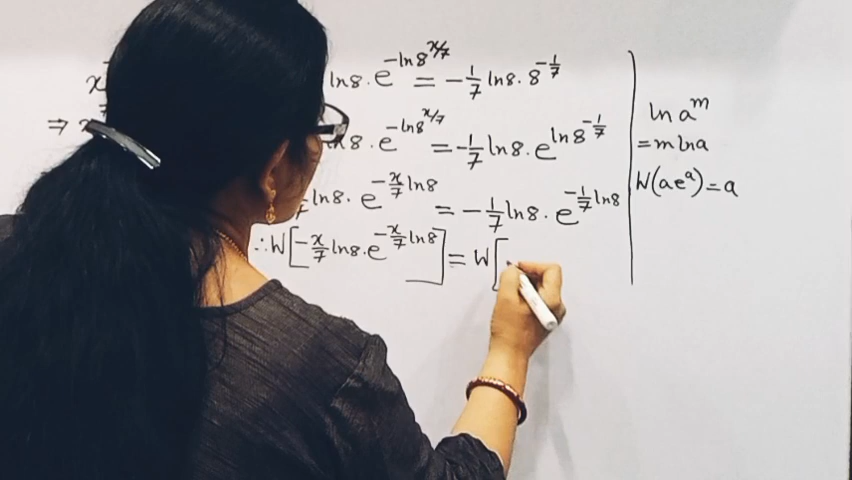 x ln8·e^{-ln8^{x/7}} = -1/7 ln8·8^{-1/7}
⇒ x n8·e^{-ln8^{x/7}} = -1/7 ln8·e^{ln8^{-1/7}}
ln8·e^{-x/7 ln8} = -1/7 ln8·e^{-1/7 ln8}
∴W[-x/7 ln8·e^{-x/7 ln8}] = W[
ln a^m
= m ln a
W(ae^a) = a